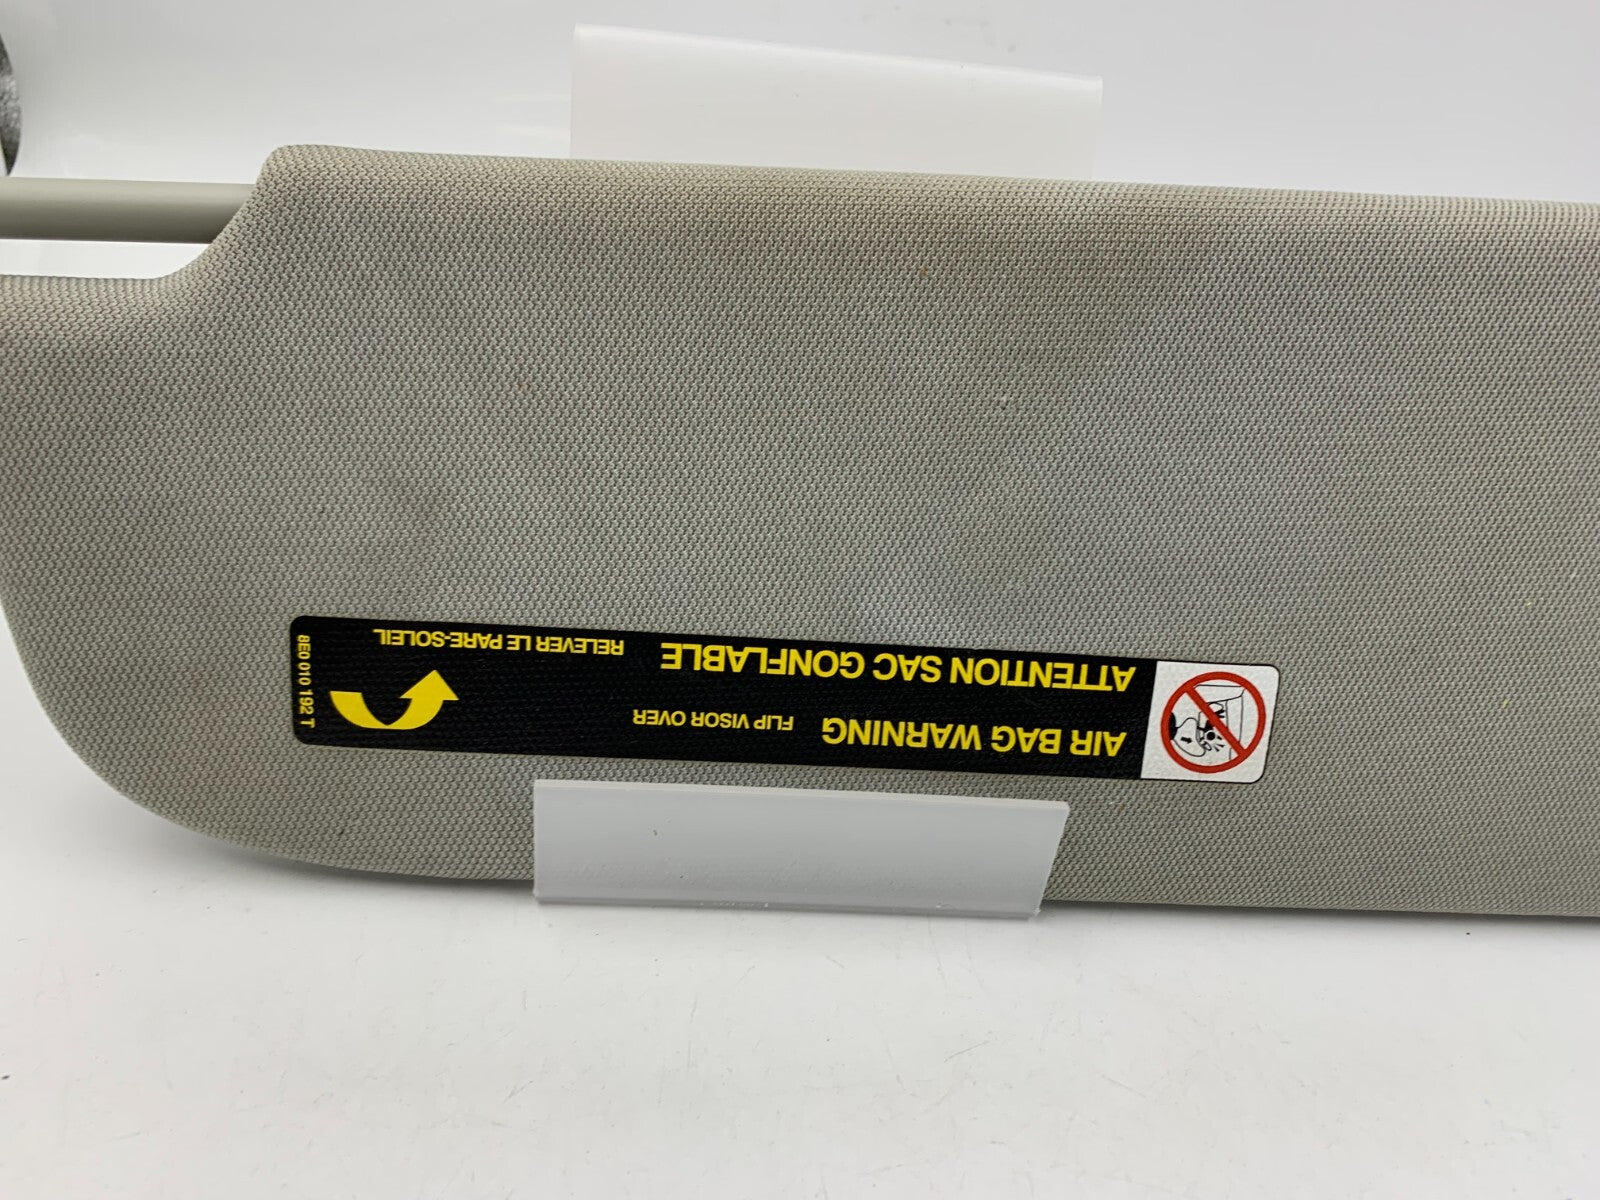 AIR BAG WARNING FLIP VISOR OVER
ATTENTION SAC GONFLABLE RELEVER LE PARE-SOLEIL
8E0 010 192 T